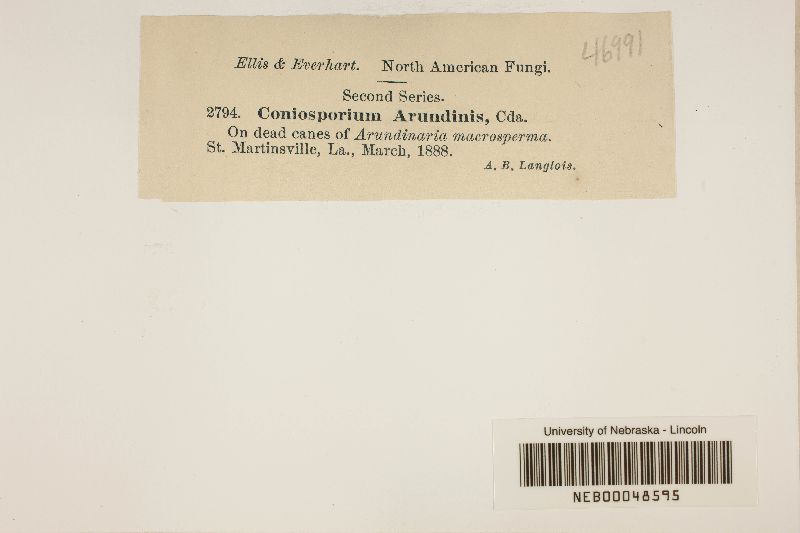 46991
Ellis & Everhart. North American Fungi.
Second Series.
2794. Coniosporium Arundinis, Cda.
On dead canes of Arundinaria macrosperma.
St. Martinsville, La., March, 1888.
A. B. Langlois.
University of Nebraska - Lincoln
NEB00048595